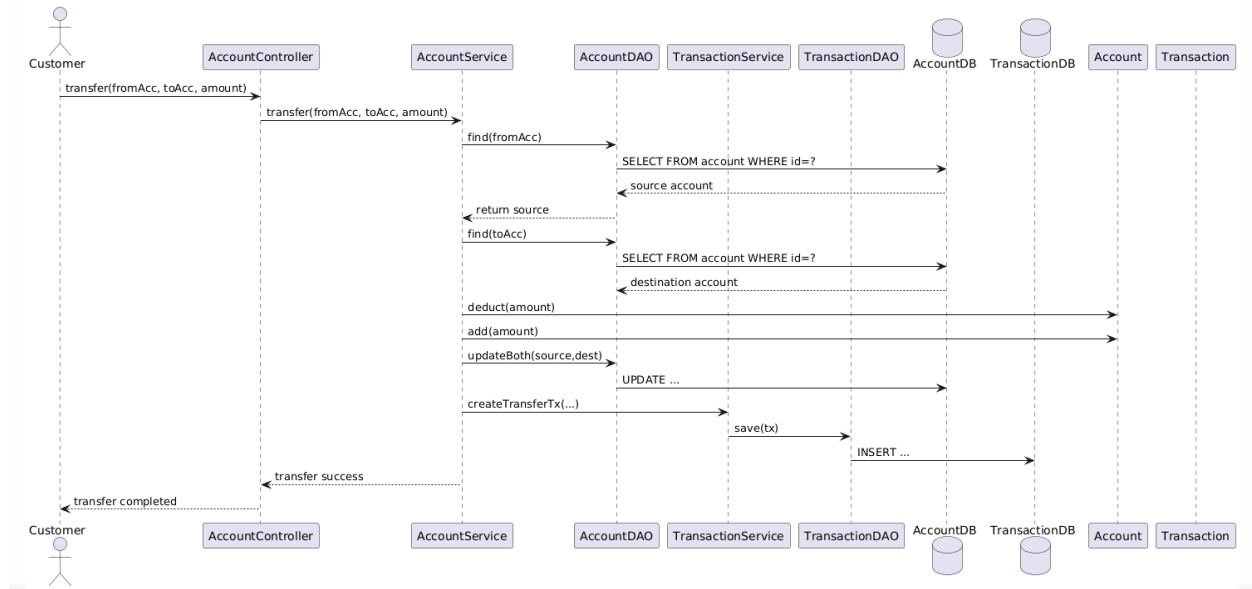 Customer
AccountController
AccountService
AccountDAO
TransactionService
TransactionDAO
AccountDB
TransactionDB
Account
Transaction
transfer(fromAcc, toAcc, amount)
transfer(fromAcc, toAcc, amount)
find(fromAcc)
SELECT FROM account WHERE id=?
source account
return source
find(toAcc)
SELECT FROM account WHERE id=?
destination account
deduct(amount)
add(amount)
updateBoth(source,dest)
UPDATE ...
createTransferTx(...)
save(tx)
INSERT ...
transfer success
transfer completed
Customer
AccountController
AccountService
AccountDAO
TransactionService
TransactionDAO
AccountDB
TransactionDB
Account
Transaction